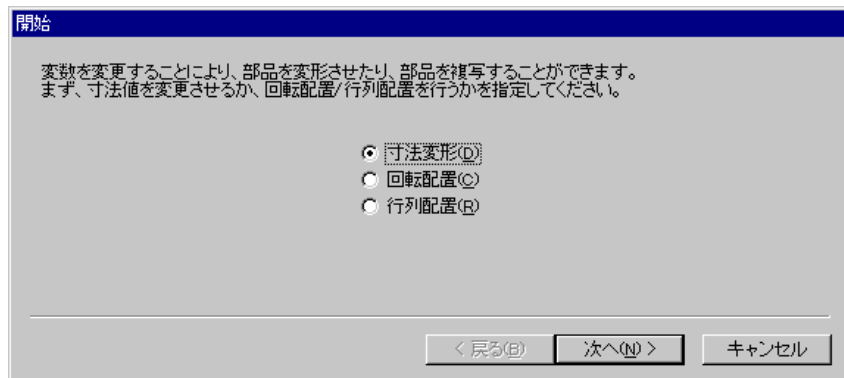 開始
変数を変更することにより、部品を変形させたり、部品を複写することができます。
まず、寸法値を変更させるか、回転配置/行列配置を行うかを指定してください。
寸法変形(D)
回転配置(C)
行列配置(R)
< 戻る(B)
次へ(N) >
キャンセル